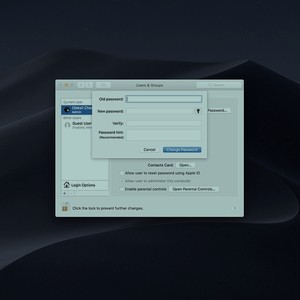 Users & Groups
Search
Current User
Admin
Old password:
New password:
Password...
Guest User
Verify:
Password hint:
(Recommended)
Cancel
Change Password
Contacts Card:
Open...
Allow user to reset password using Apple ID
Allow user to administer this computer
Login Options
Enable parental controls
Open Parental Controls...
+
Click the lock to prevent further changes.
?